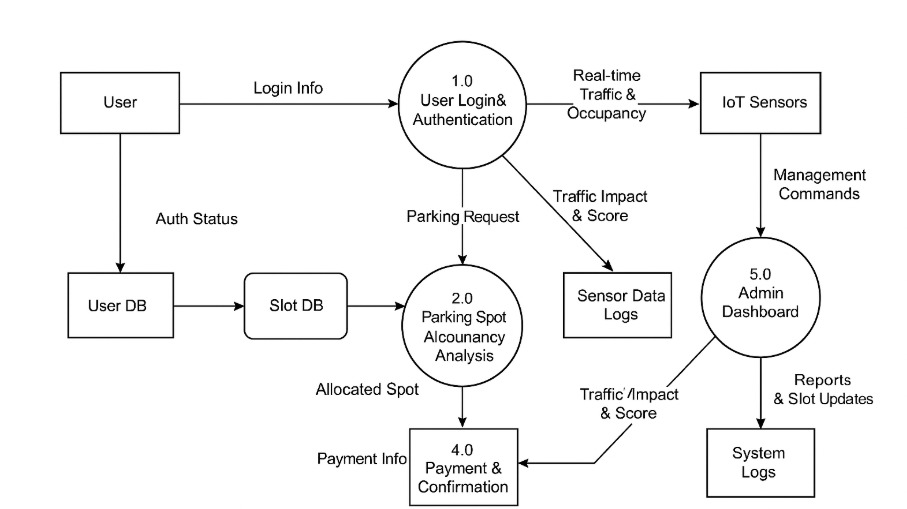 User
Login Info
1.0
User Login&
Authentication
Real-time
Traffic &
Occupancy
IoT Sensors
Management
Commands
Traffic Impact
& Score
Parking Request
Auth Status
User DB
Slot DB
2.0
Parking Spot
Alcounancy
Analysis
Sensor Data
Logs
5.0
Admin
Dashboard
Allocated Spot
Traffic'/Impact
& Score
Reports
& Slot Updates
Payment Info
4.0
Payment &
Confirmation
System
Logs